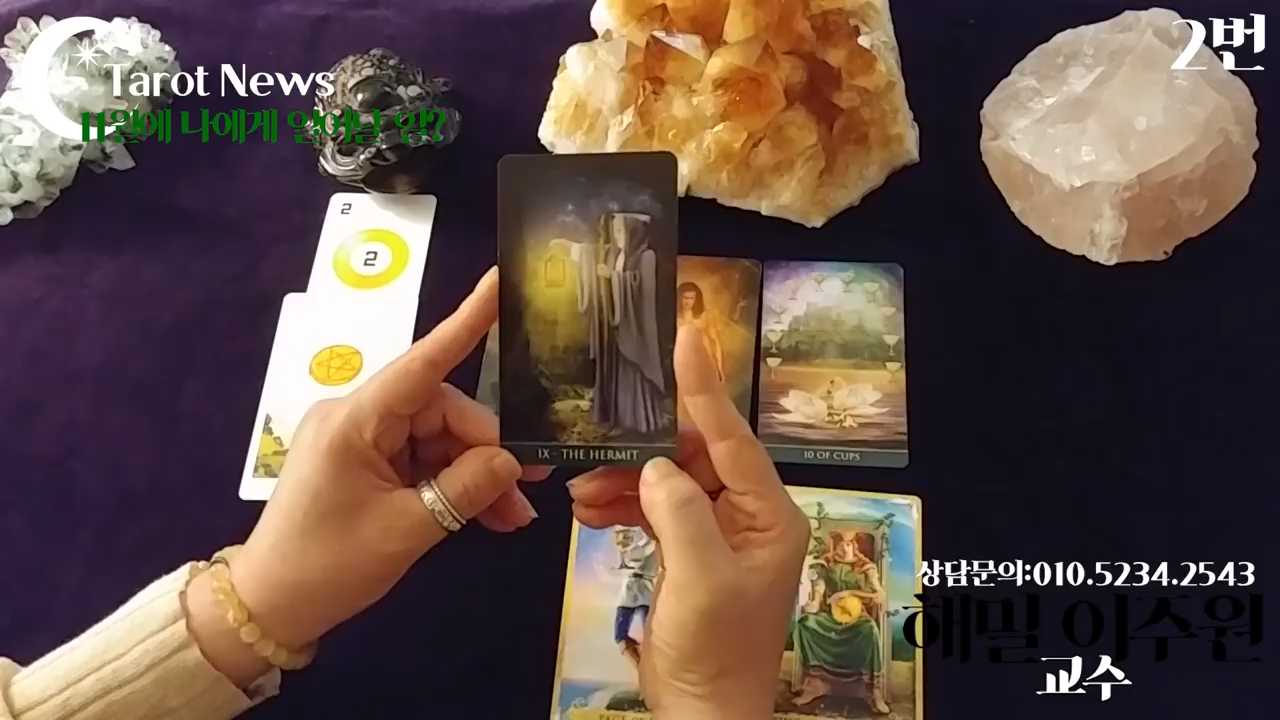 Tarot News
11월에 나에게 일어날 일?
2번
2
2
IX - THE HERMIT
10 OF CUPS
상담문의:010.5234.2543
해밀 이주원
교수